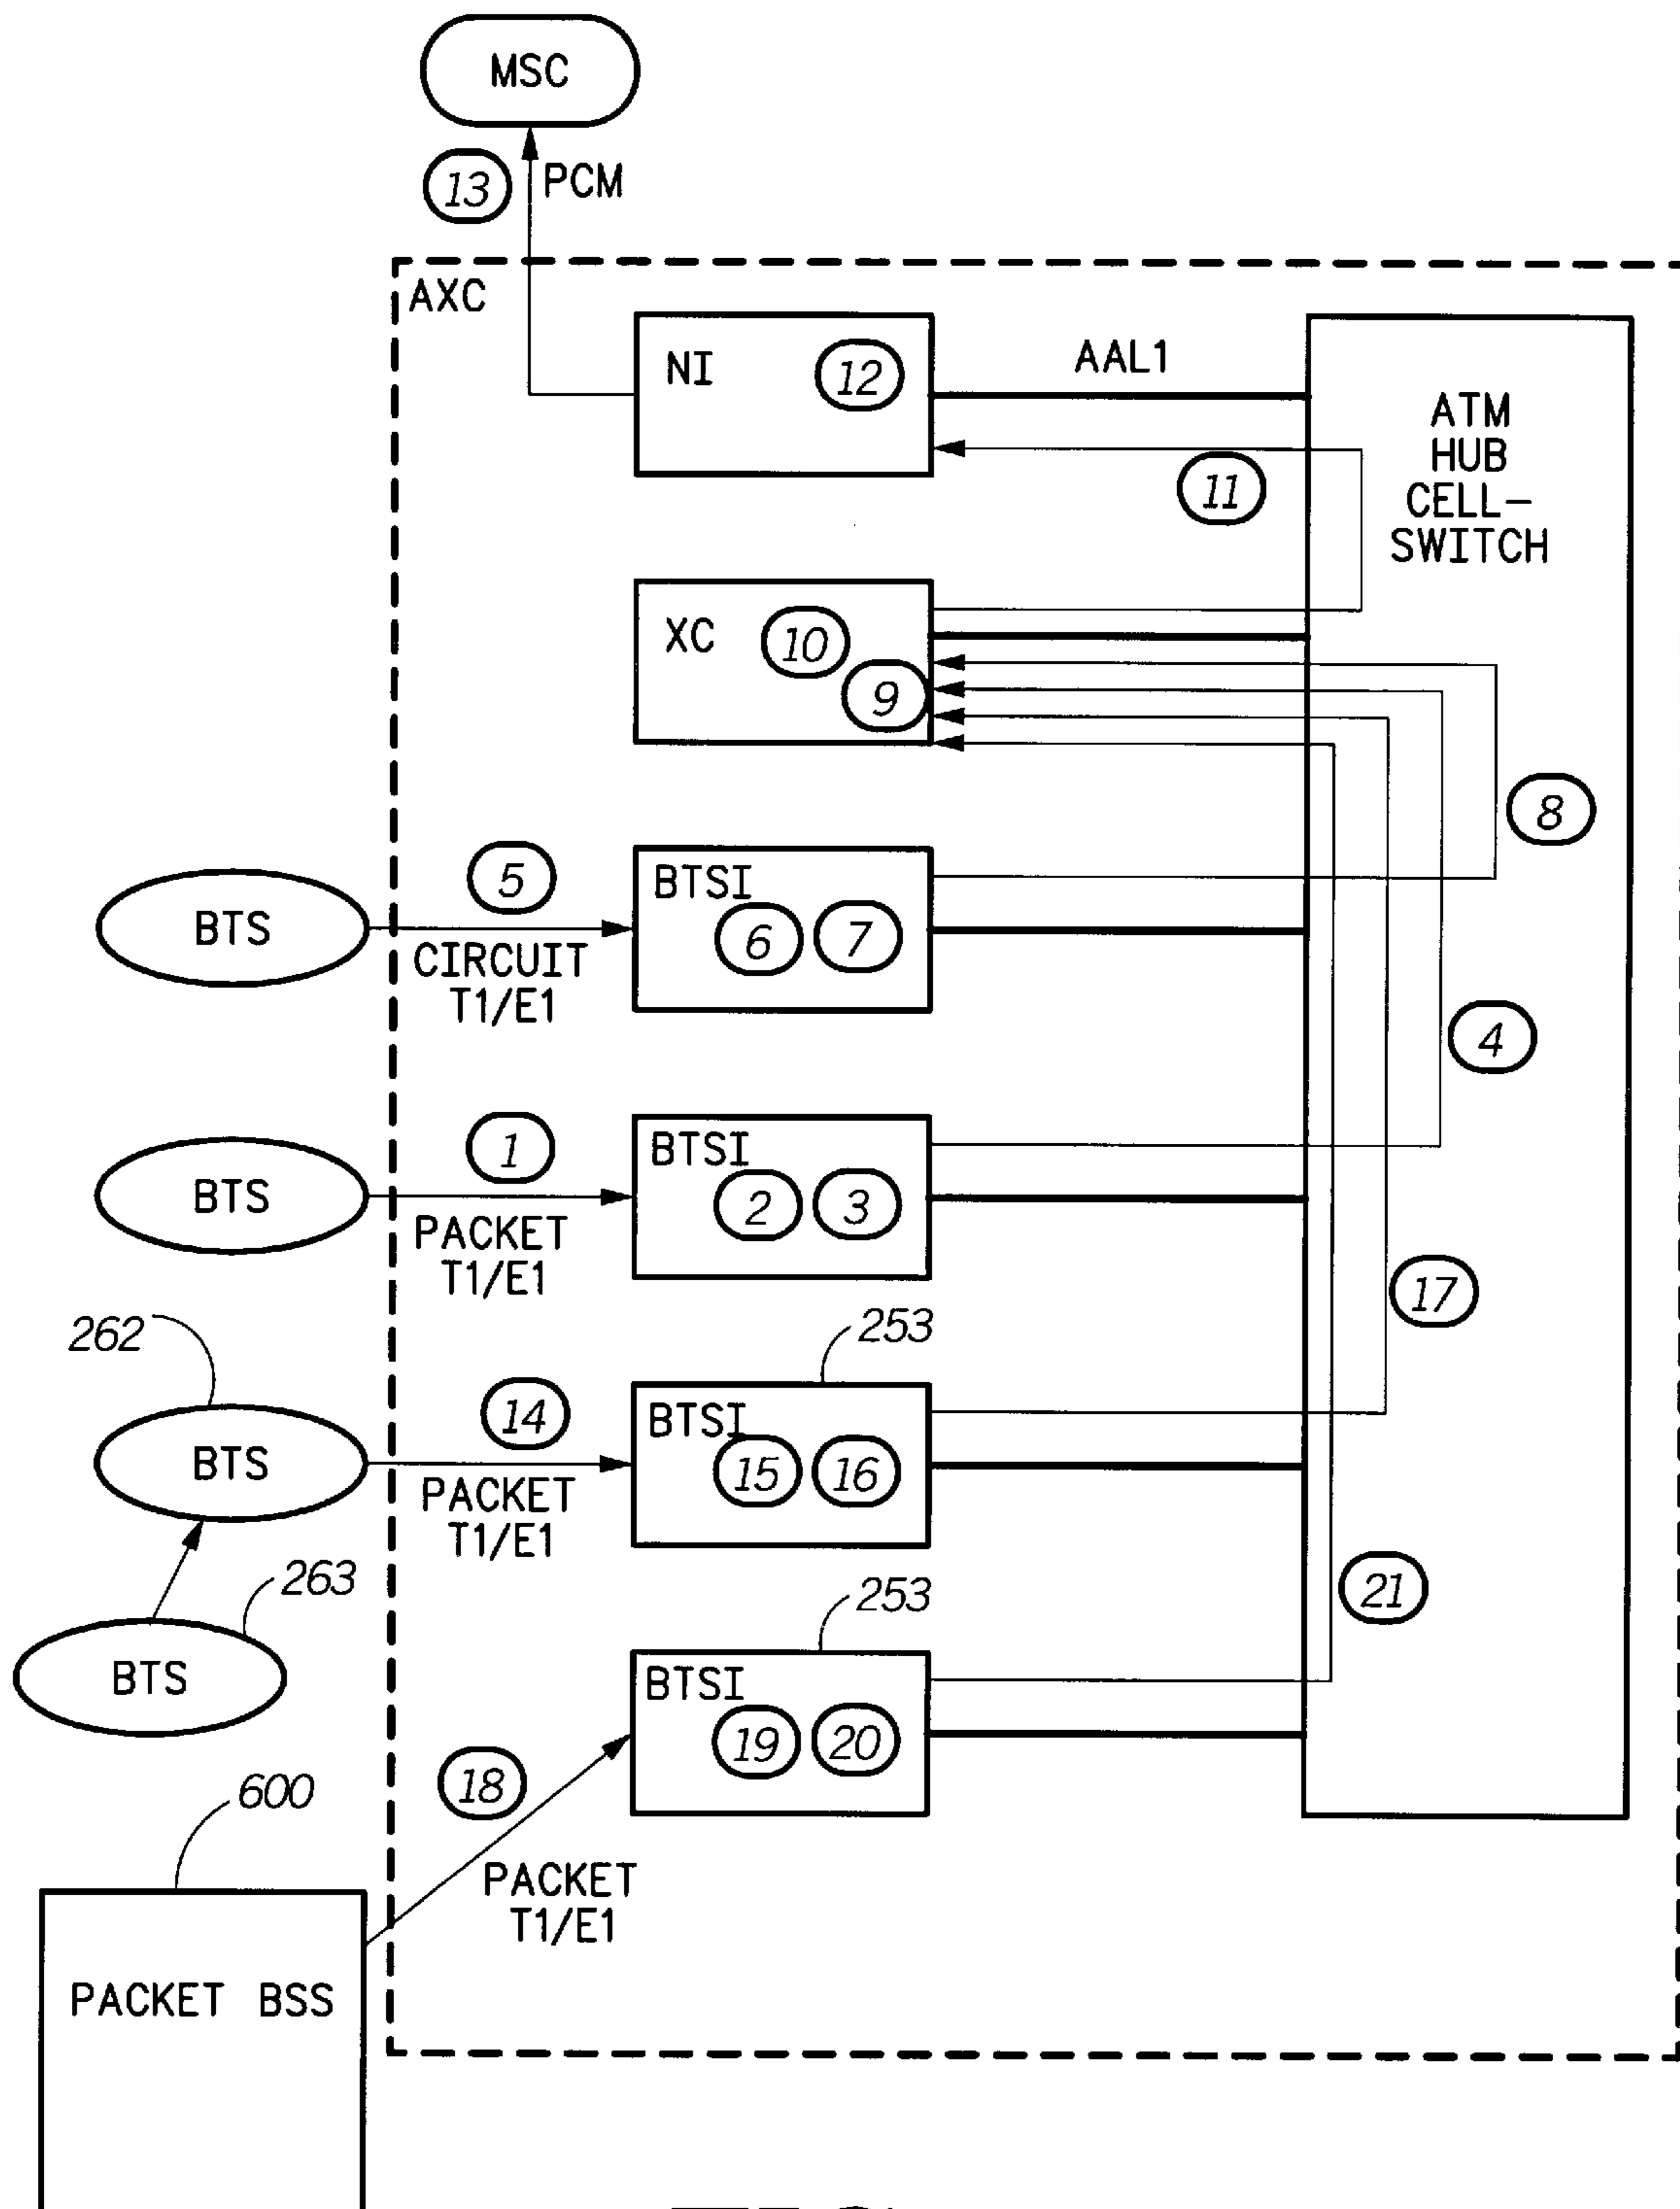 MSC
13
PCM
AXC
NI
12
AAL1
ATM
HUB
CELL-
SWITCH
11
XC
10
9
8
BTS
5
CIRCUIT
T1/E1
BTSI
6
7
4
BTS
1
PACKET
T1/E1
BTSI
2
3
17
262
253
BTS
14
PACKET
T1/E1
BTSI
15
16
263
253
21
BTS
BTSI
19
20
18
600
PACKET
T1/E1
PACKET BSS